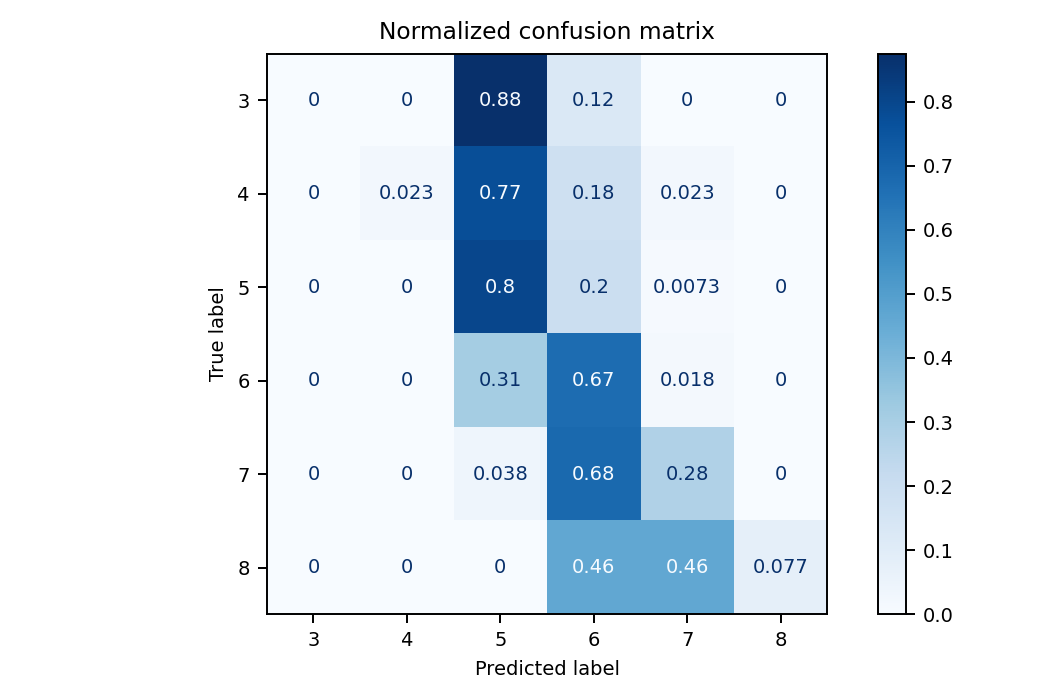 Normalized confusion matrix
3 0 0 0.88 0.12 0 0
4 0 0.023 0.77 0.18 0.023 0
5 0 0 0.8 0.2 0.0073 0
6 0 0 0.31 0.67 0.018 0
7 0 0 0.038 0.68 0.28 0
8 0 0 0 0.46 0.46 0.077
True label
3 4 5 6 7 8
Predicted label
0.8
0.7
0.6
0.5
0.4
0.3
0.2
0.1
0.0